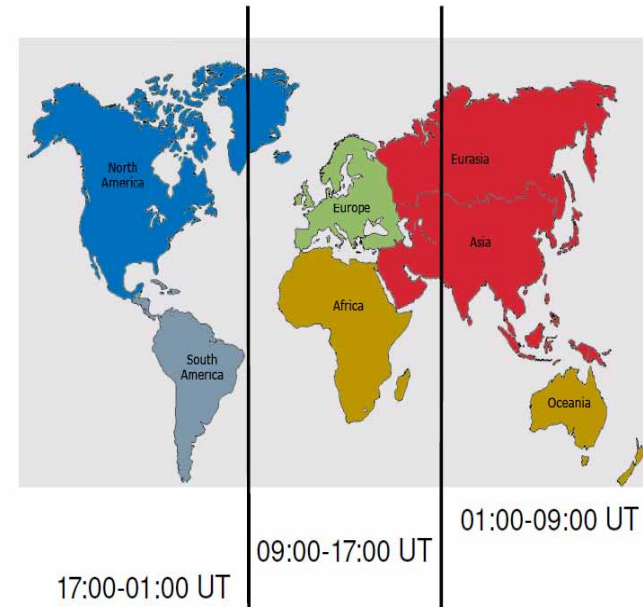 North
America
Eurasia
Europe
Asia
Africa
South
America
Oceania
01:00-09:00 UT
09:00-17:00 UT
17:00-01:00 UT